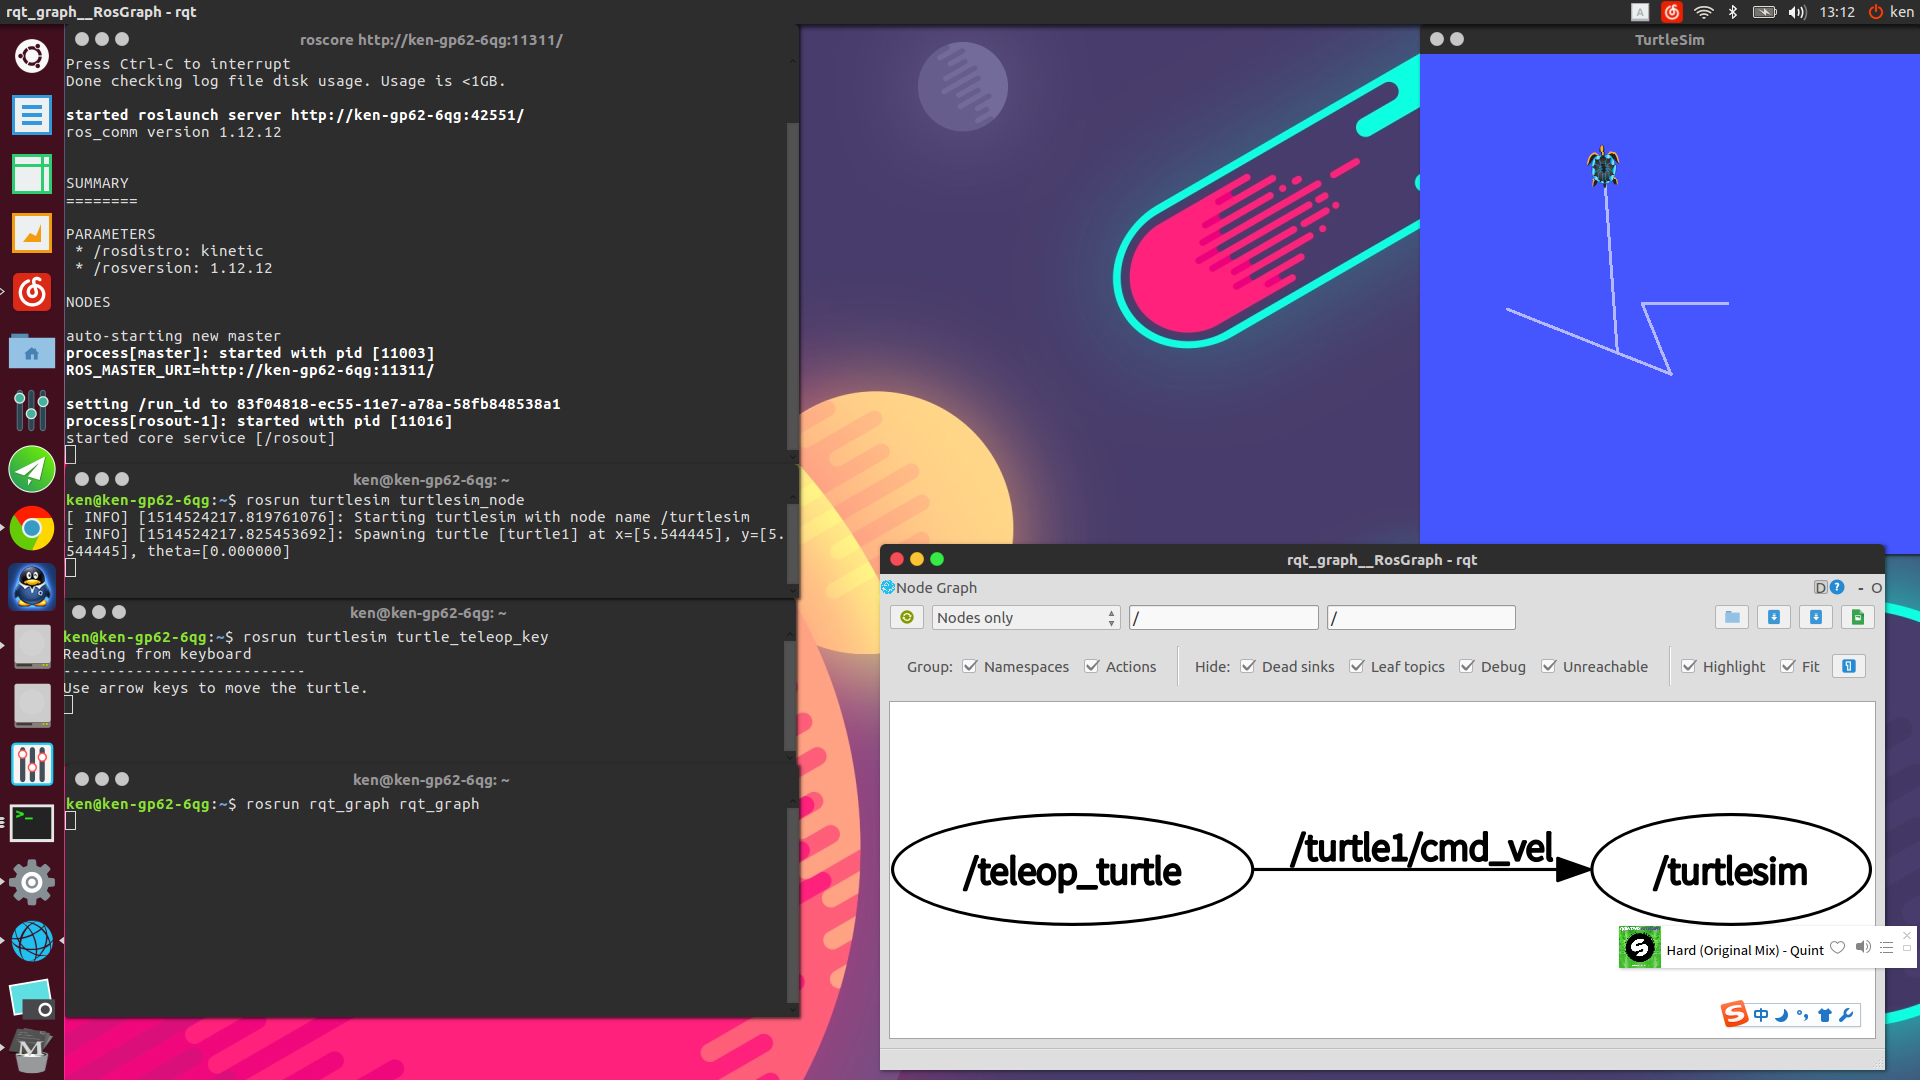 rqt_graph__RosGraph - rqt
A
13:12
ken
roscore http://ken-gp62-6qg:11311/
Press Ctrl-C to interrupt
Done checking log file disk usage. Usage is <1GB.
started roslaunch server http://ken-gp62-6qg:42551/
ros_comm version 1.12.12
SUMMARY
========
PARAMETERS
* /rosdistro: kinetic
* /rosversion: 1.12.12
NODES
auto-starting new master
process[master]: started with pid [11003]
ROS_MASTER_URI=http://ken-gp62-6qg:11311/
setting /run_id to 83f04818-ec55-11e7-a78a-58fb848538a1
process[rosout-1]: started with pid [11016]
started core service [/rosout]
ken@ken-gp62-6qg: ~
ken@ken-gp62-6qg:~$ rosrun turtlesim turtlesim_node
[ INFO] [1514524217.819761076]: Starting turtlesim with node name /turtlesim
[ INFO] [1514524217.825453692]: Spawning turtle [turtle1] at x=[5.544445], y=[5.
544445], theta=[0.000000]
ken@ken-gp62-6qg: ~
ken@ken-gp62-6qg:~$ rosrun turtlesim turtle_teleop_key
Reading from keyboard
---------------------------
Use arrow keys to move the turtle.
ken@ken-gp62-6qg: ~
ken@ken-gp62-6qg:~$ rosrun rqt_graph rqt_graph
TurtleSim
rqt_graph__RosGraph - rqt
Node Graph
D ? - O
Nodes only
/
/
Group: Namespaces Actions Hide: Dead sinks Leaf topics Debug Unreachable Highlight Fit
/teleop_turtle
/turtle1/cmd_vel
/turtlesim
Hard (Original Mix) - Quint
S 中
>_
M